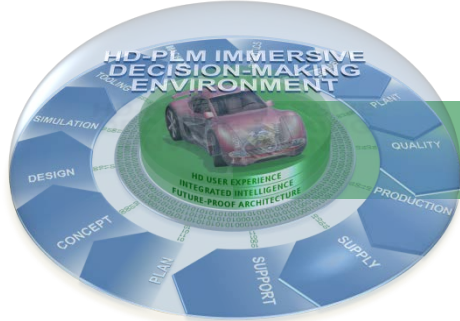 HD-PLM IMMERSIVE
DECISION-MAKING
ENVIRONMENT
TOOLING
PLANT
SIMULATION
QUALITY
DESIGN
PRODUCTION
HD USER EXPERIENCE
INTEGRATED INTELLIGENCE
FUTURE-PROOF ARCHITECTURE
CONCEPT
SUPPLY
PLAN
SUPPORT